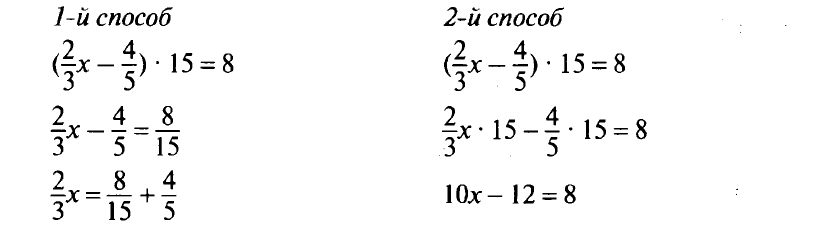 1-й способ
(2/3x − 4/5) · 15 = 8
2/3x − 4/5 = 8/15
2/3x = 8/15 + 4/5
2-й способ
(2/3x − 4/5) · 15 = 8
2/3x · 15 − 4/5 · 15 = 8
10x − 12 = 8